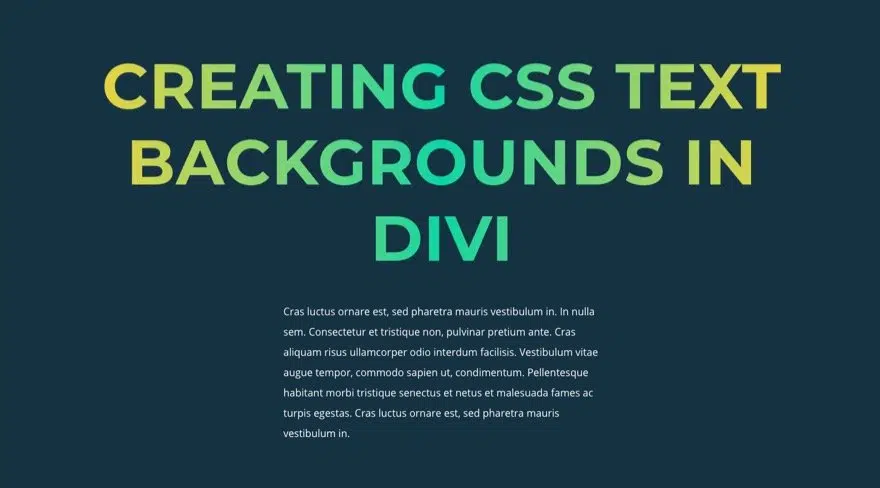 CREATING CSS TEXT
BACKGROUNDS IN
DIVI
Cras luctus ornare est, sed pharetra mauris vestibulum in. In nulla
sem. Consectetur et tristique non, pulvinar pretium ante. Cras
aliquam risus ullamcorper odio interdum facilisis. Vestibulum vitae
augue tempor, commodo sapien ut, condimentum. Pellentesque
habitant morbi tristique senectus et netus et malesuada fames ac
turpis egestas. Cras luctus ornare est, sed pharetra mauris
vestibulum in.